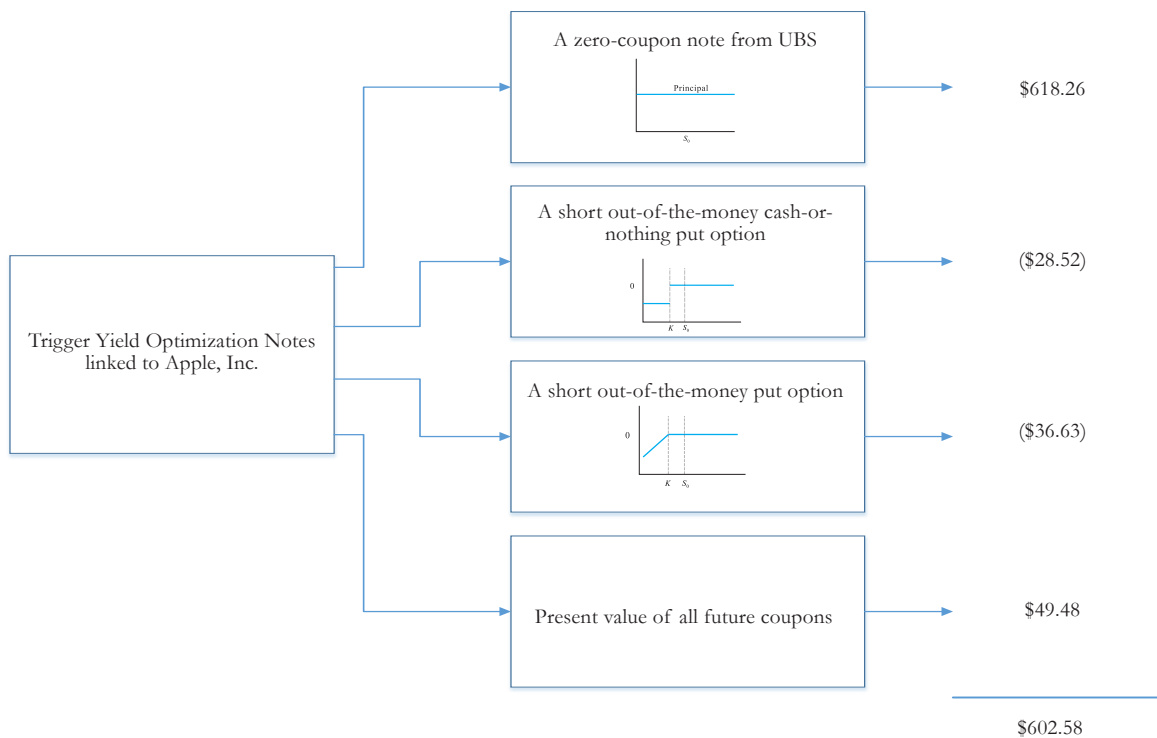 A zero-coupon note from UBS
Principal
S₀
$618.26
A short out-of-the-money cash-or-
nothing put option
0
K S₀
($28.52)
Trigger Yield Optimization Notes
linked to Apple, Inc.
A short out-of-the-money put option
0
K S₀
($36.63)
Present value of all future coupons
$49.48
$602.58